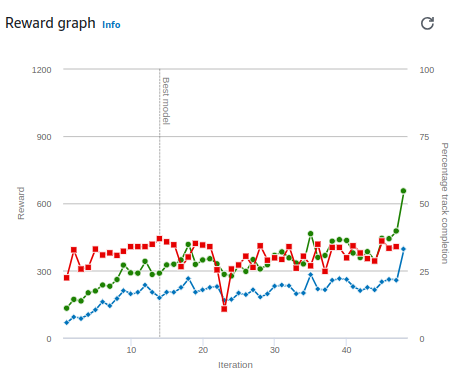 Reward graph Info
1200
900
600
300
0
100
75
50
25
0
Reward
Percentage track completion
Best model
10
20
30
40
Iteration